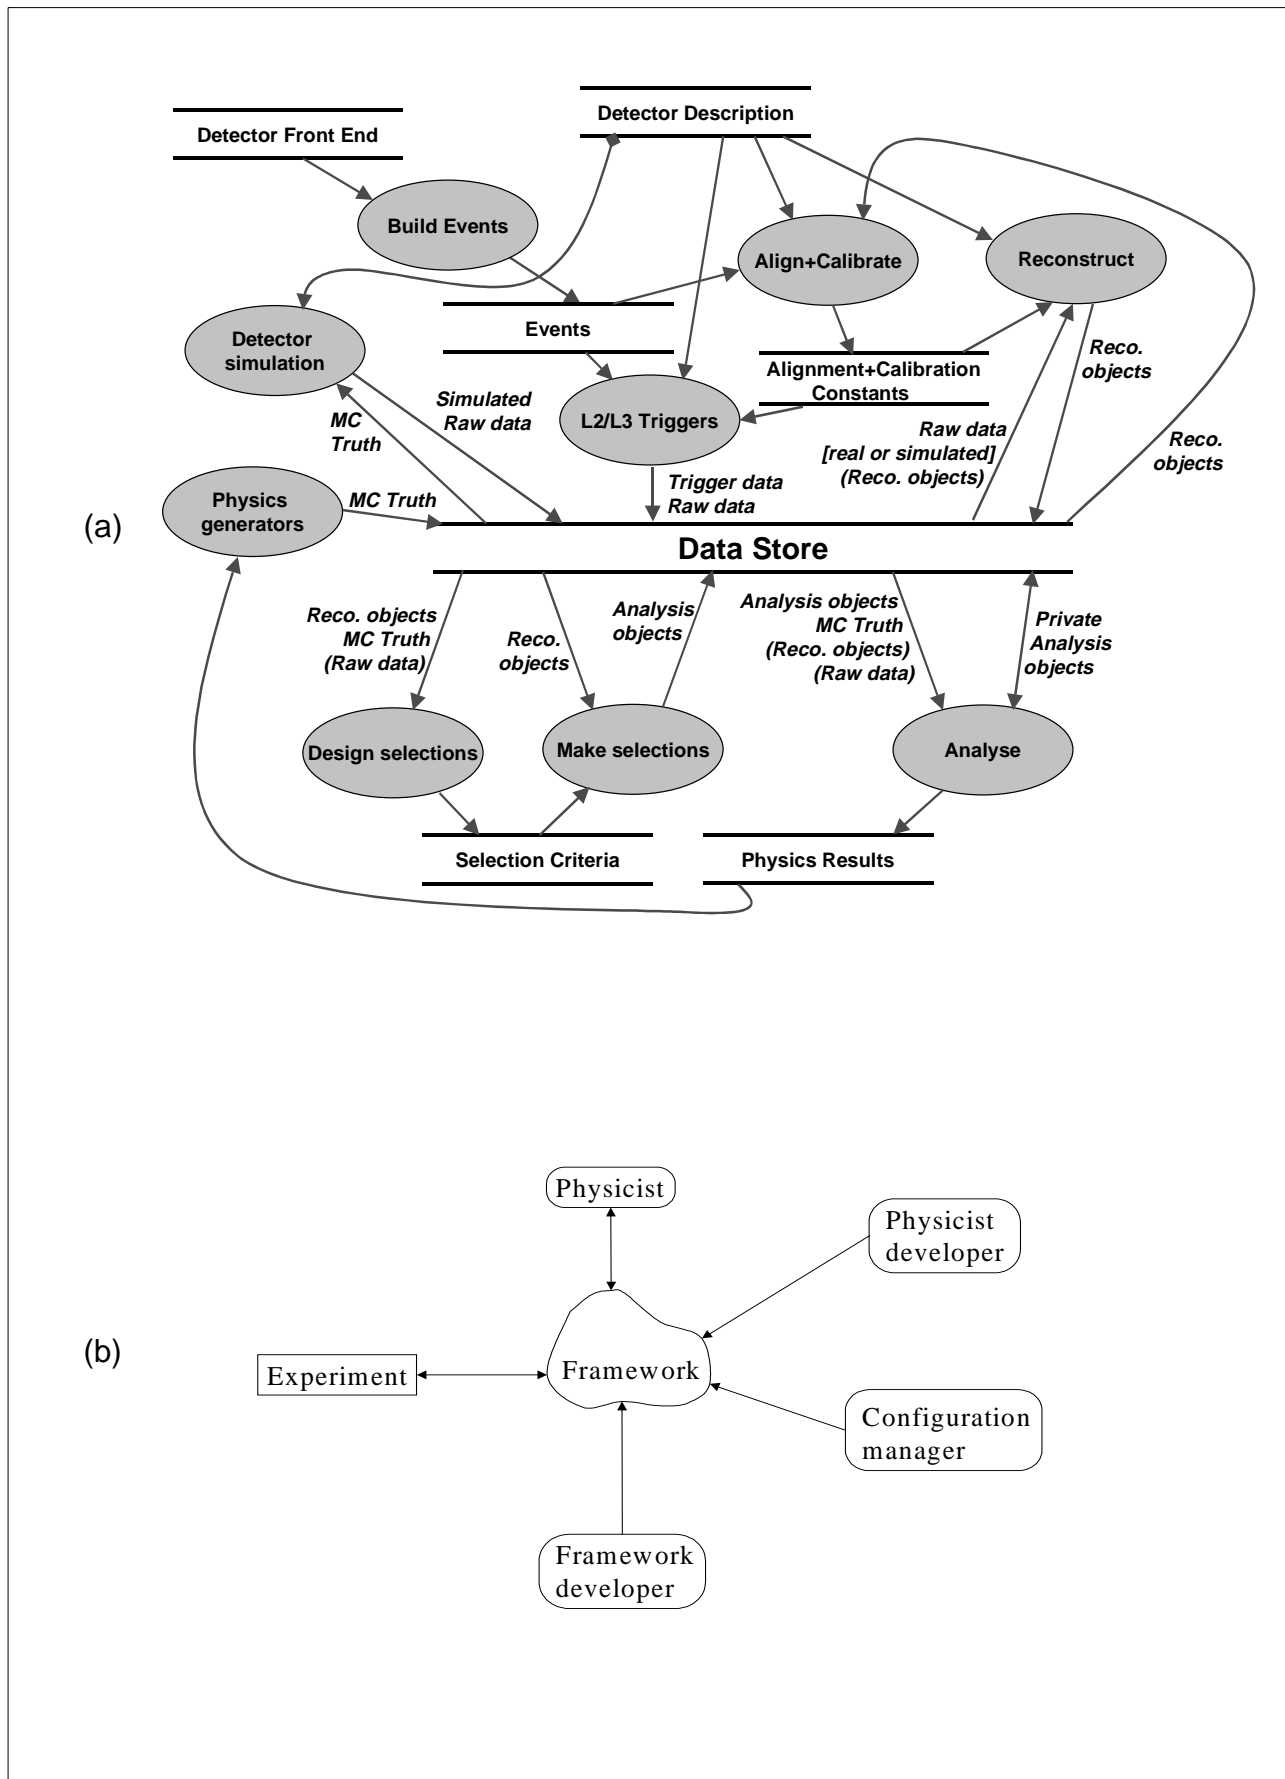 Detector Description
Detector Front End
Build Events
Align+Calibrate
Reconstruct
Events
Detector
simulation
Alignment+Calibration
Constants
Reco.
objects
Simulated
Raw data
MC
Truth
L2/L3 Triggers
Raw data
[real or simulated]
(Reco. objects)
Reco.
objects
Trigger data
Raw data
Physics
generators
MC Truth
(a)
Data Store
Reco. objects
MC Truth
(Raw data)
Reco.
objects
Analysis
objects
Analysis objects
MC Truth
(Reco. objects)
(Raw data)
Private
Analysis
objects
Design selections
Make selections
Analyse
Selection Criteria
Physics Results
Physicist
Physicist
developer
(b)
Framework
Experiment
Configuration
manager
Framework
developer